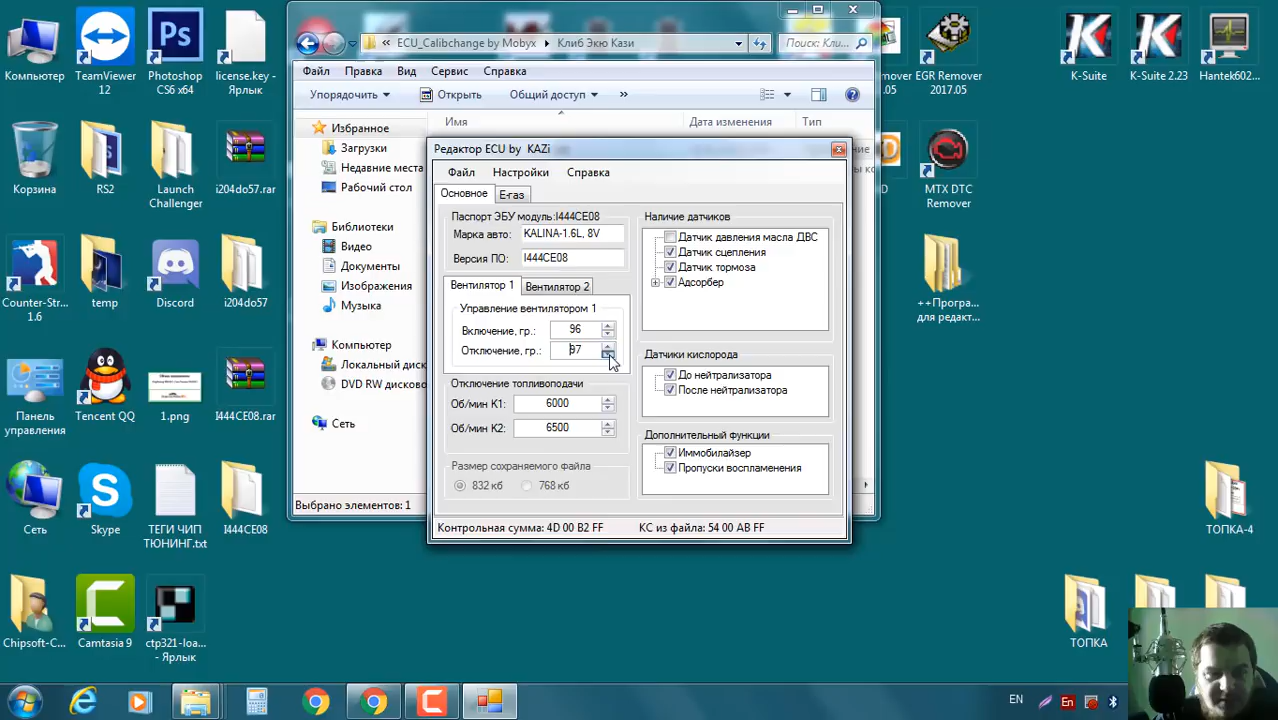 Компьютер
TeamViewer
12
Photoshop
CS6 x64
license.key -
Ярлык
Корзина
RS2
Launch
Challenger
i204do57.rar
Counter-Str...
1.6
temp
Discord
i204do57
Панель
управления
Tencent QQ
1.png
I444CE08.rar
Сеть
Skype
ТЕГИ ЧИП
ТЮНИНГ.txt
I444CE08
Chipsoft-C...
Camtasia 9
ctp321-loa...
- Ярлык
« ECU_Calibchange by Mobyx ▸ Клиб Экю Кази
Поиск: Кли...
Файл Правка Вид Сервис Справка
Упорядочить Открыть Общий доступ »
Избранное
Загрузки
Недавние места
Рабочий стол
Библиотеки
Видео
Документы
Изображения
Музыка
Компьютер
Локальный диск
DVD RW дисково
Сеть
Имя Дата изменения Тип
Выбрано элементов: 1
Редактор ECU by KAZi
Файл Настройки Справка
Основное Е-газ
Паспорт ЭБУ модуль:I444CE08
Марка авто: KALINA-1.6L, 8V
Версия ПО: I444CE08
Вентилятор 1 Вентилятор 2
Управление вентилятором 1
Включение, гр.: 96
Отключение, гр.: 97
Отключение топливоподачи
Об/мин К1: 6000
Об/мин К2: 6500
Размер сохраняемого файла
832 кб 768 кб
Наличие датчиков
Датчик давления масла ДВС
Датчик сцепления
Датчик тормоза
Адсорбер
Датчики кислорода
До нейтрализатора
После нейтрализатора
Дополнительный функции
Иммобилайзер
Пропуски воспламенения
Контрольная сумма: 4D 00 B2 FF КС из файла: 54 00 AB FF
EGR Remover
2017.05
K-Suite
K-Suite 2.23
Hantek602...
MTX DTC
Remover
++Програ...
для редакт...
ТОПКА-4
ТОПКА
EN
En